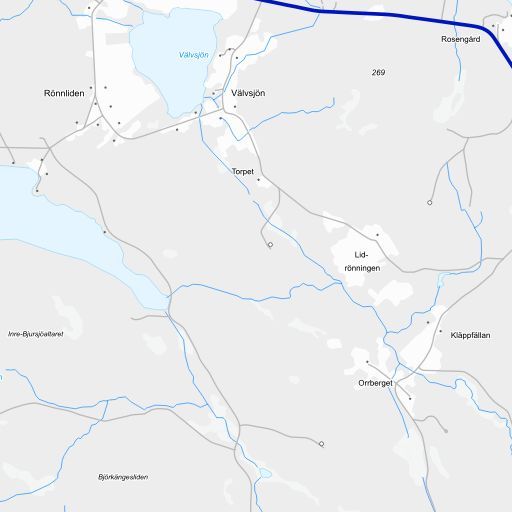 Rosengård
Välvsjön
269
Rönnliden
Välvsjön
Torpet
Lid-
rönningen
Inre-Bjursjöaltaret
Kläppfällan
Orrberget
Björkängesliden